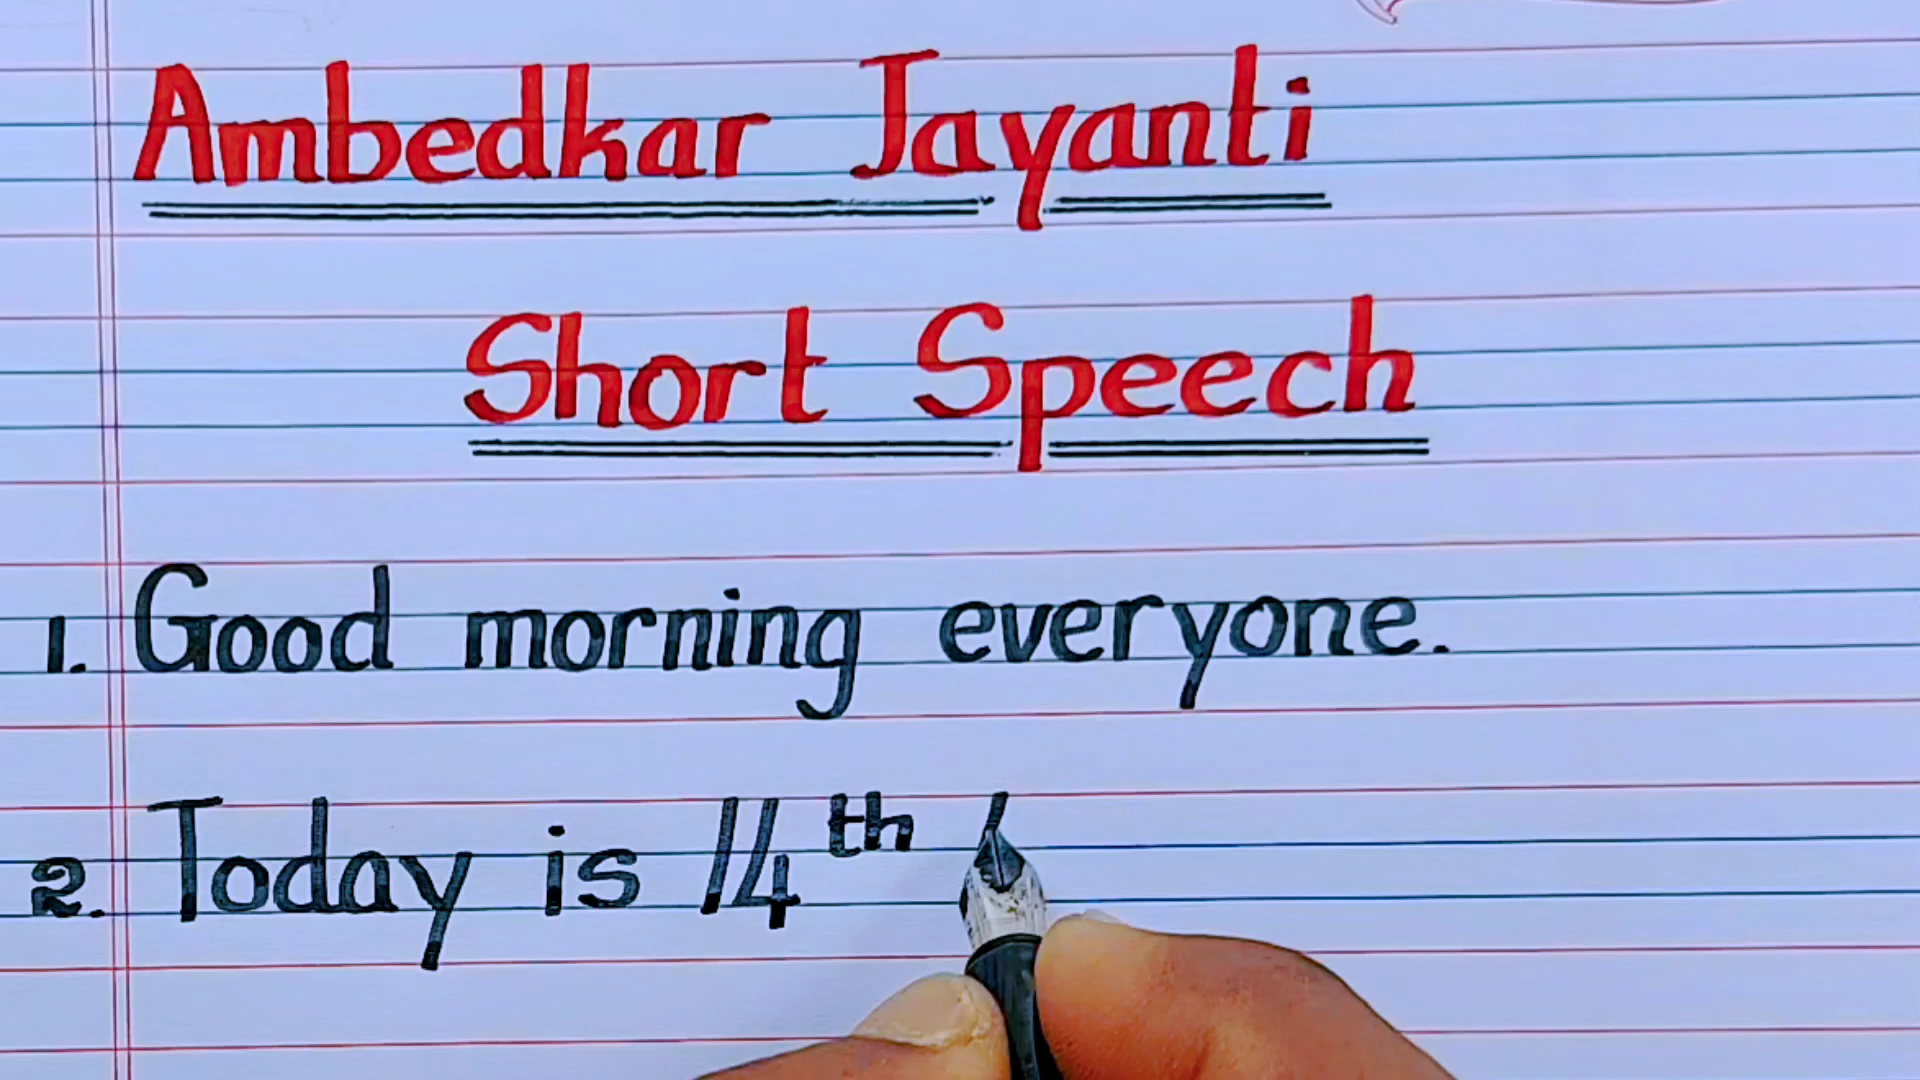 Ambedkar Jayanti
Short Speech
1. Good morning everyone.
2. Today is 14th